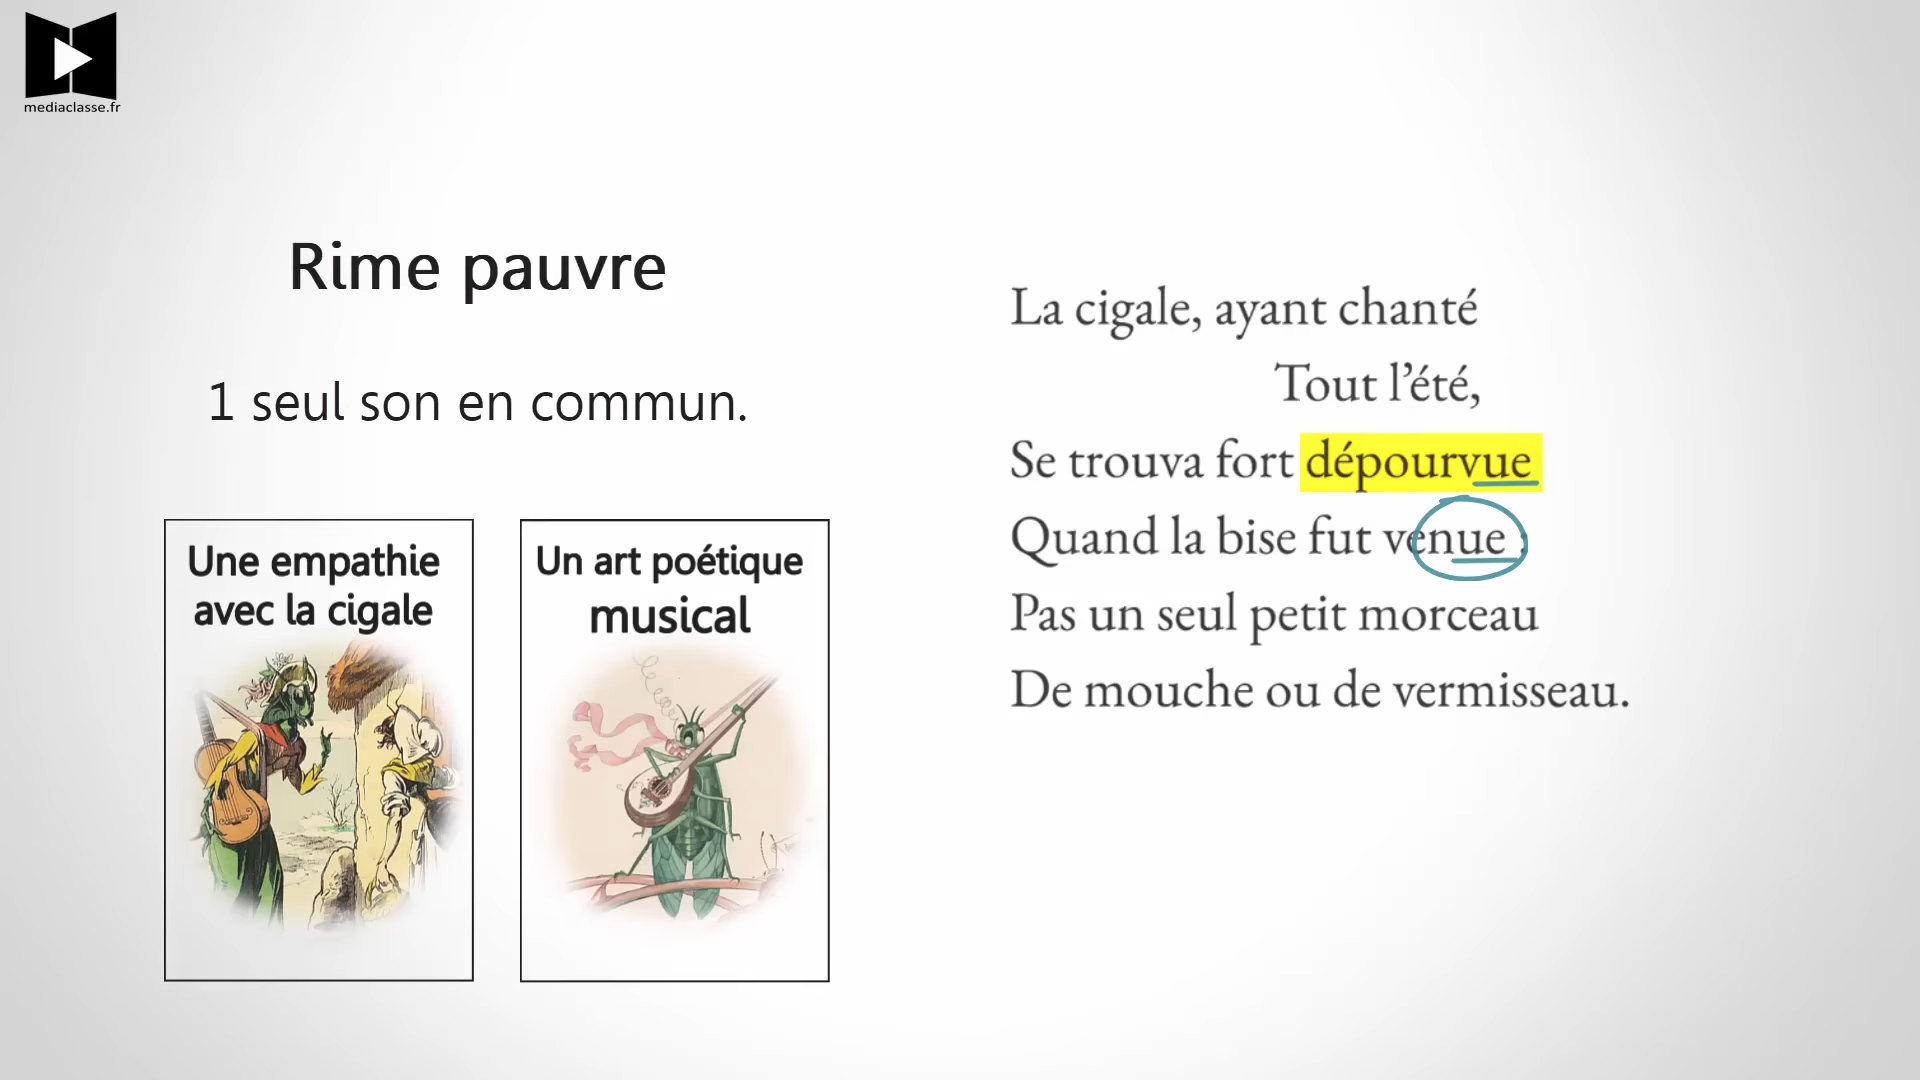 mediaclasse.fr
Rime pauvre
1 seul son en commun.
Une empathie
avec la cigale
Un art poétique
musical
La cigale, ayant chanté
Tout l’été,
Se trouva fort dépourvue
Quand la bise fut venue :
Pas un seul petit morceau
De mouche ou de vermisseau.